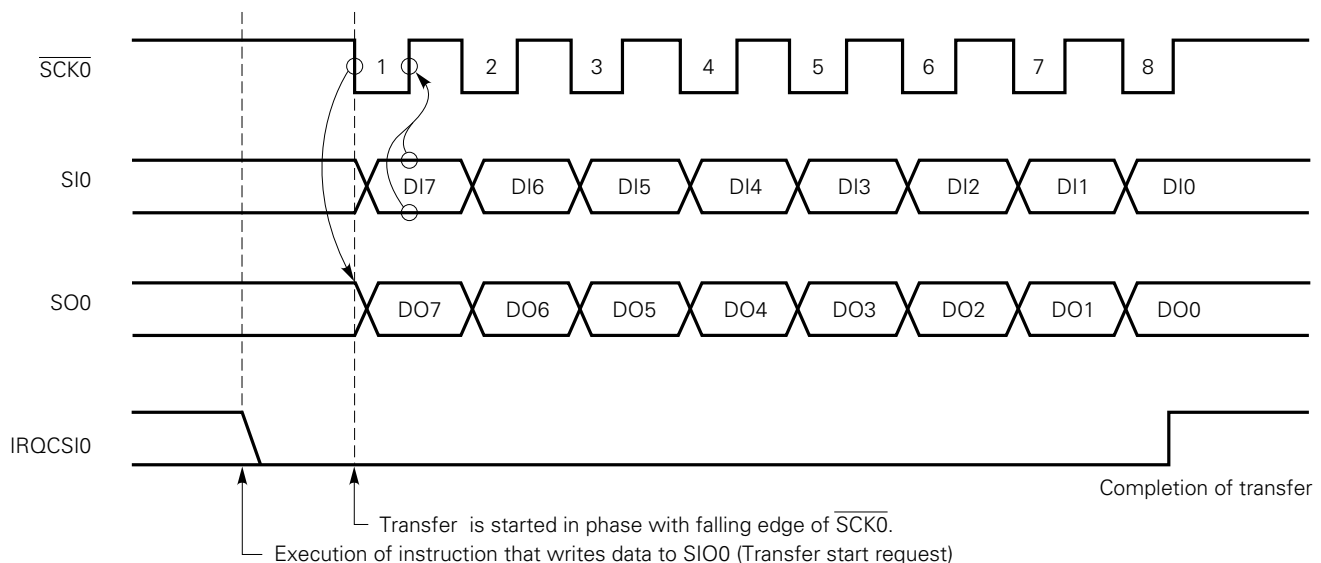 SCK0 1 2 3 4 5 6 7 8
SI0 DI7 DI6 DI5 DI4 DI3 DI2 DI1 DI0
SO0 DO7 DO6 DO5 DO4 DO3 DO2 DO1 DO0
IRQCSI0
Completion of transfer
Transfer is started in phase with falling edge of SCK0.
Execution of instruction that writes data to SIO0 (Transfer start request)